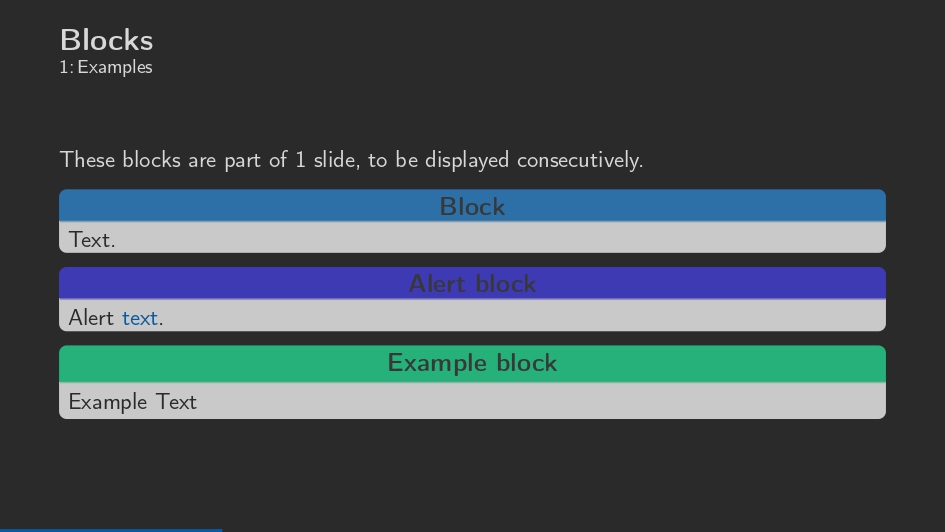 Blocks
1: Examples
These blocks are part of 1 slide, to be displayed consecutively.
Block
Text.
Alert block
Alert text.
Example block
Example Text